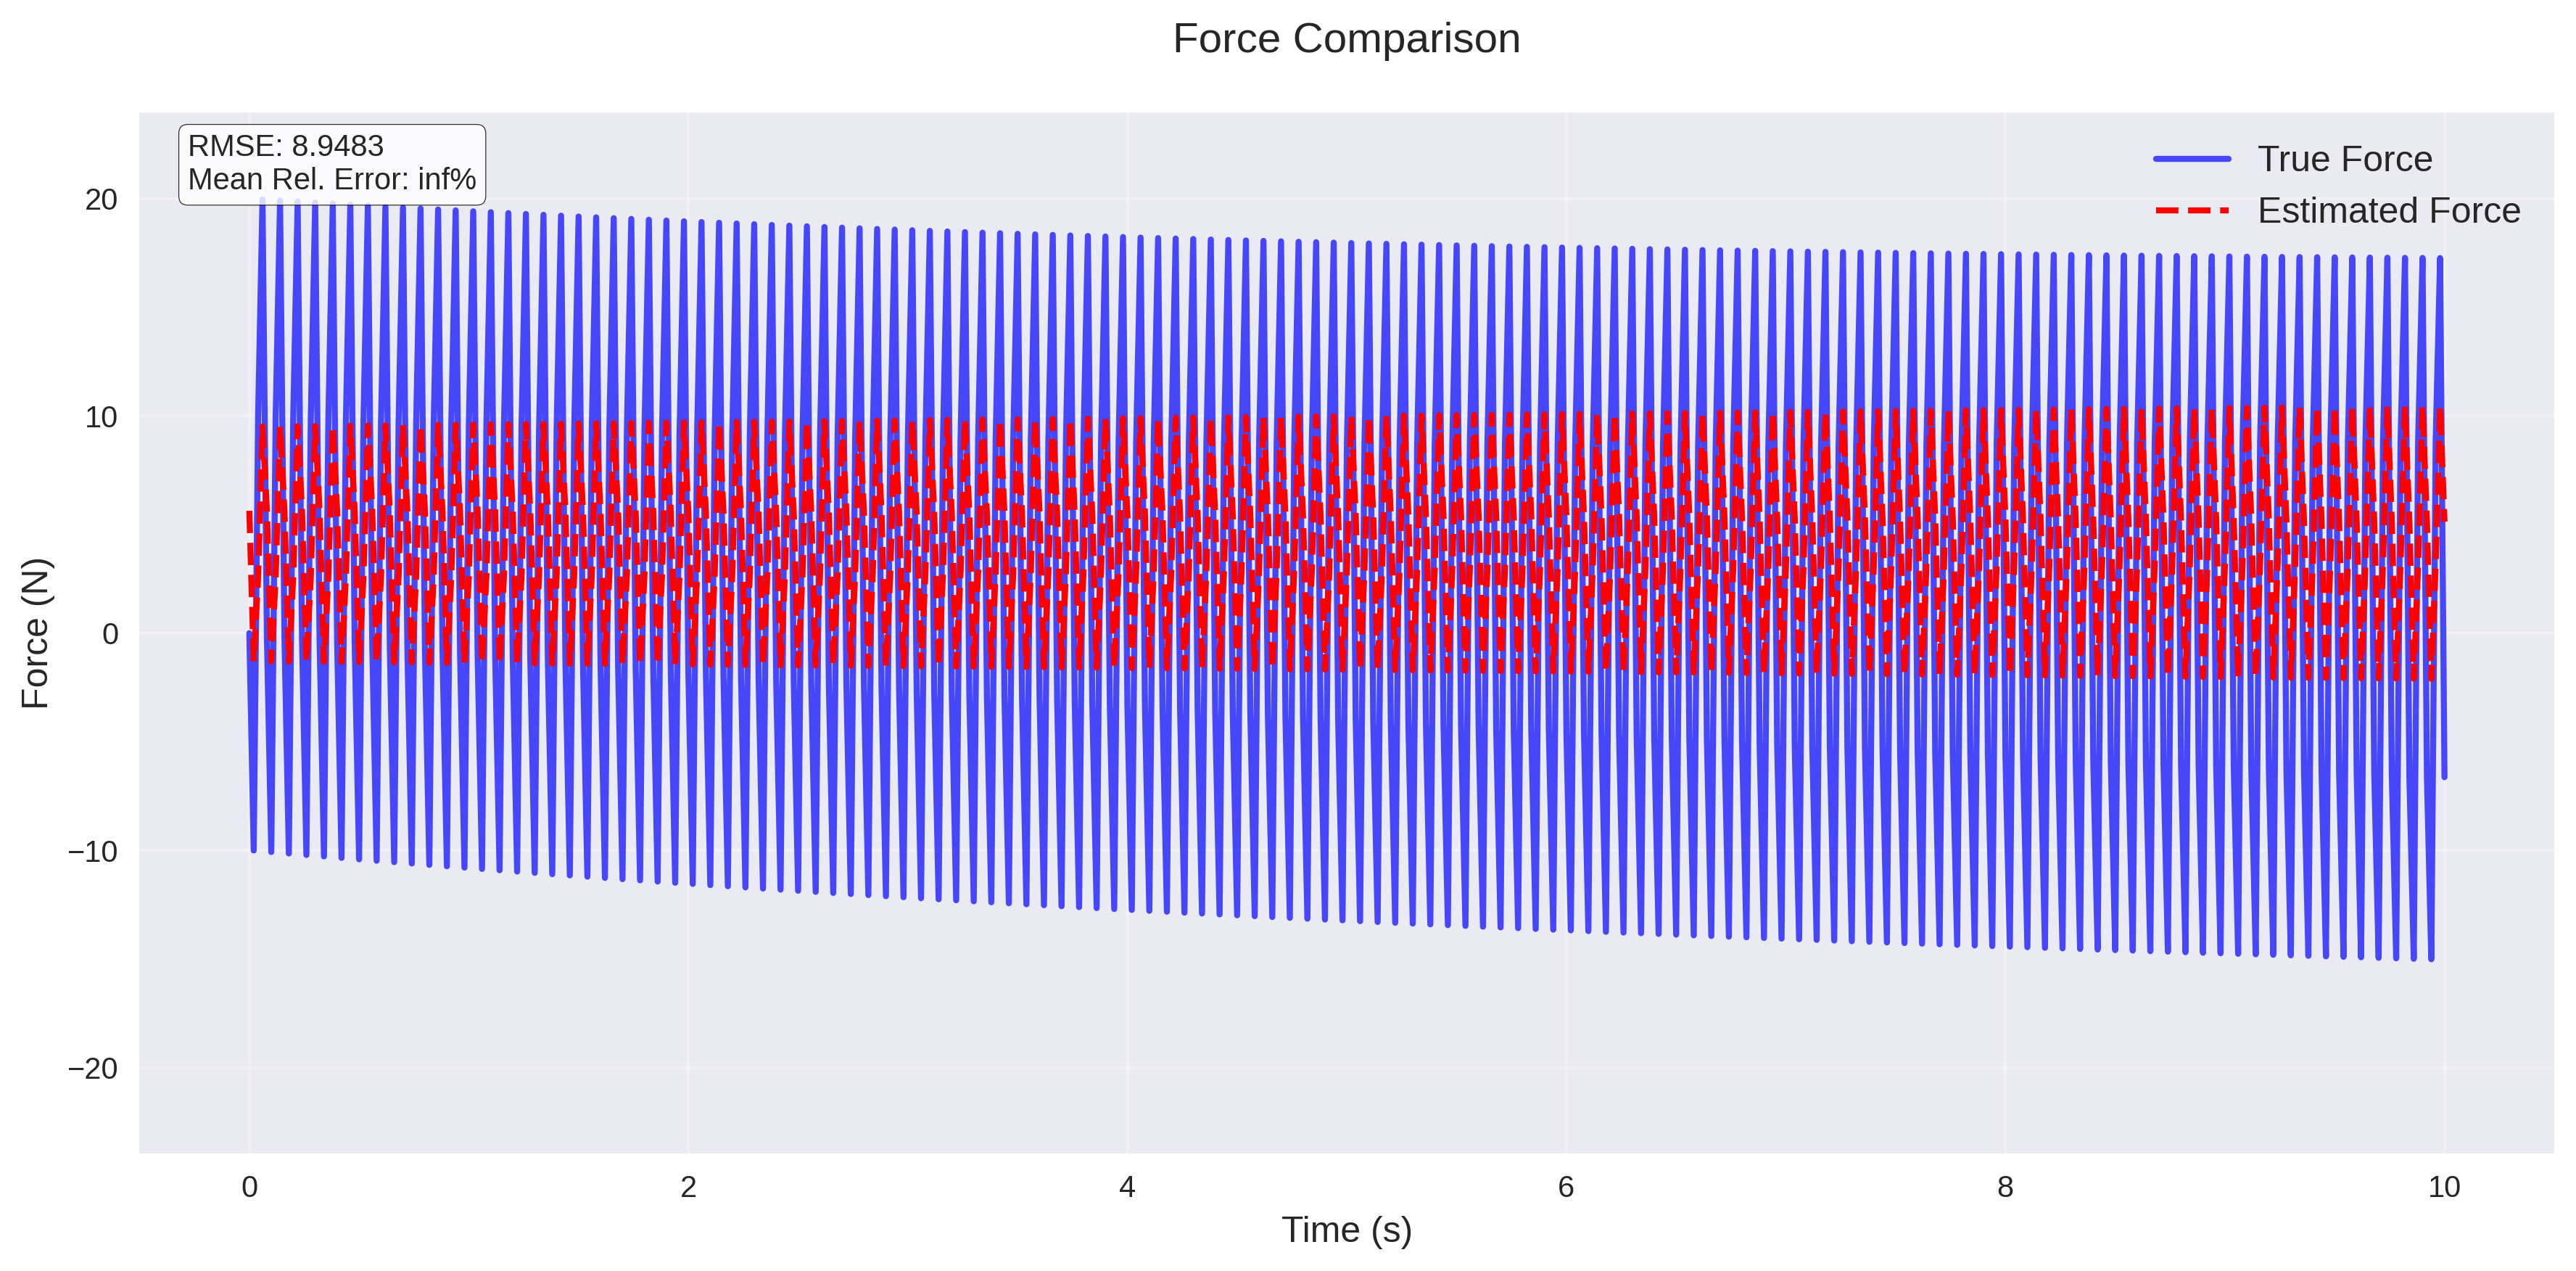 Force Comparison
RMSE: 8.9483
Mean Rel. Error: inf%
True Force
Estimated Force
20
10
0
−10
−20
Force (N)
0
2
4
6
8
10
Time (s)